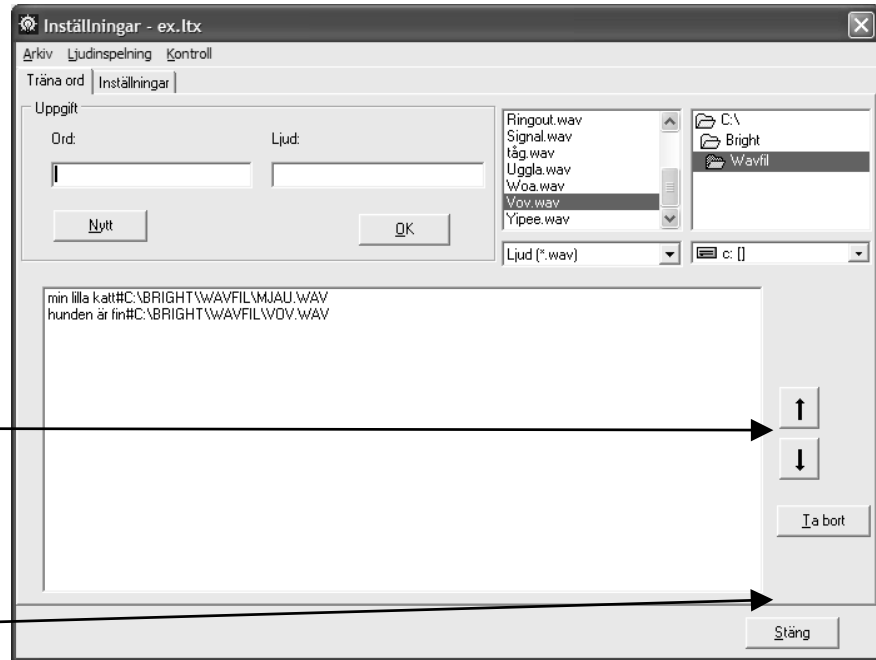 Inställningar - ex.ltx
Arkiv Ljudinspelning Kontroll
Träna ord Inställningar
Uppgift
Ord: Ljud:
Nytt OK
Ringout.wav
Signal.wav
tåg.wav
Uggla.wav
Woa.wav
Vov.wav
Yipee.wav
Ljud (*.wav)
C:\
Bright
Wavfil
c: []
min lilla katt#C:\BRIGHT\WAVFIL\MJAU.WAV
hunden är fin#C:\BRIGHT\WAVFIL\VOV.WAV
Ta bort
Stäng